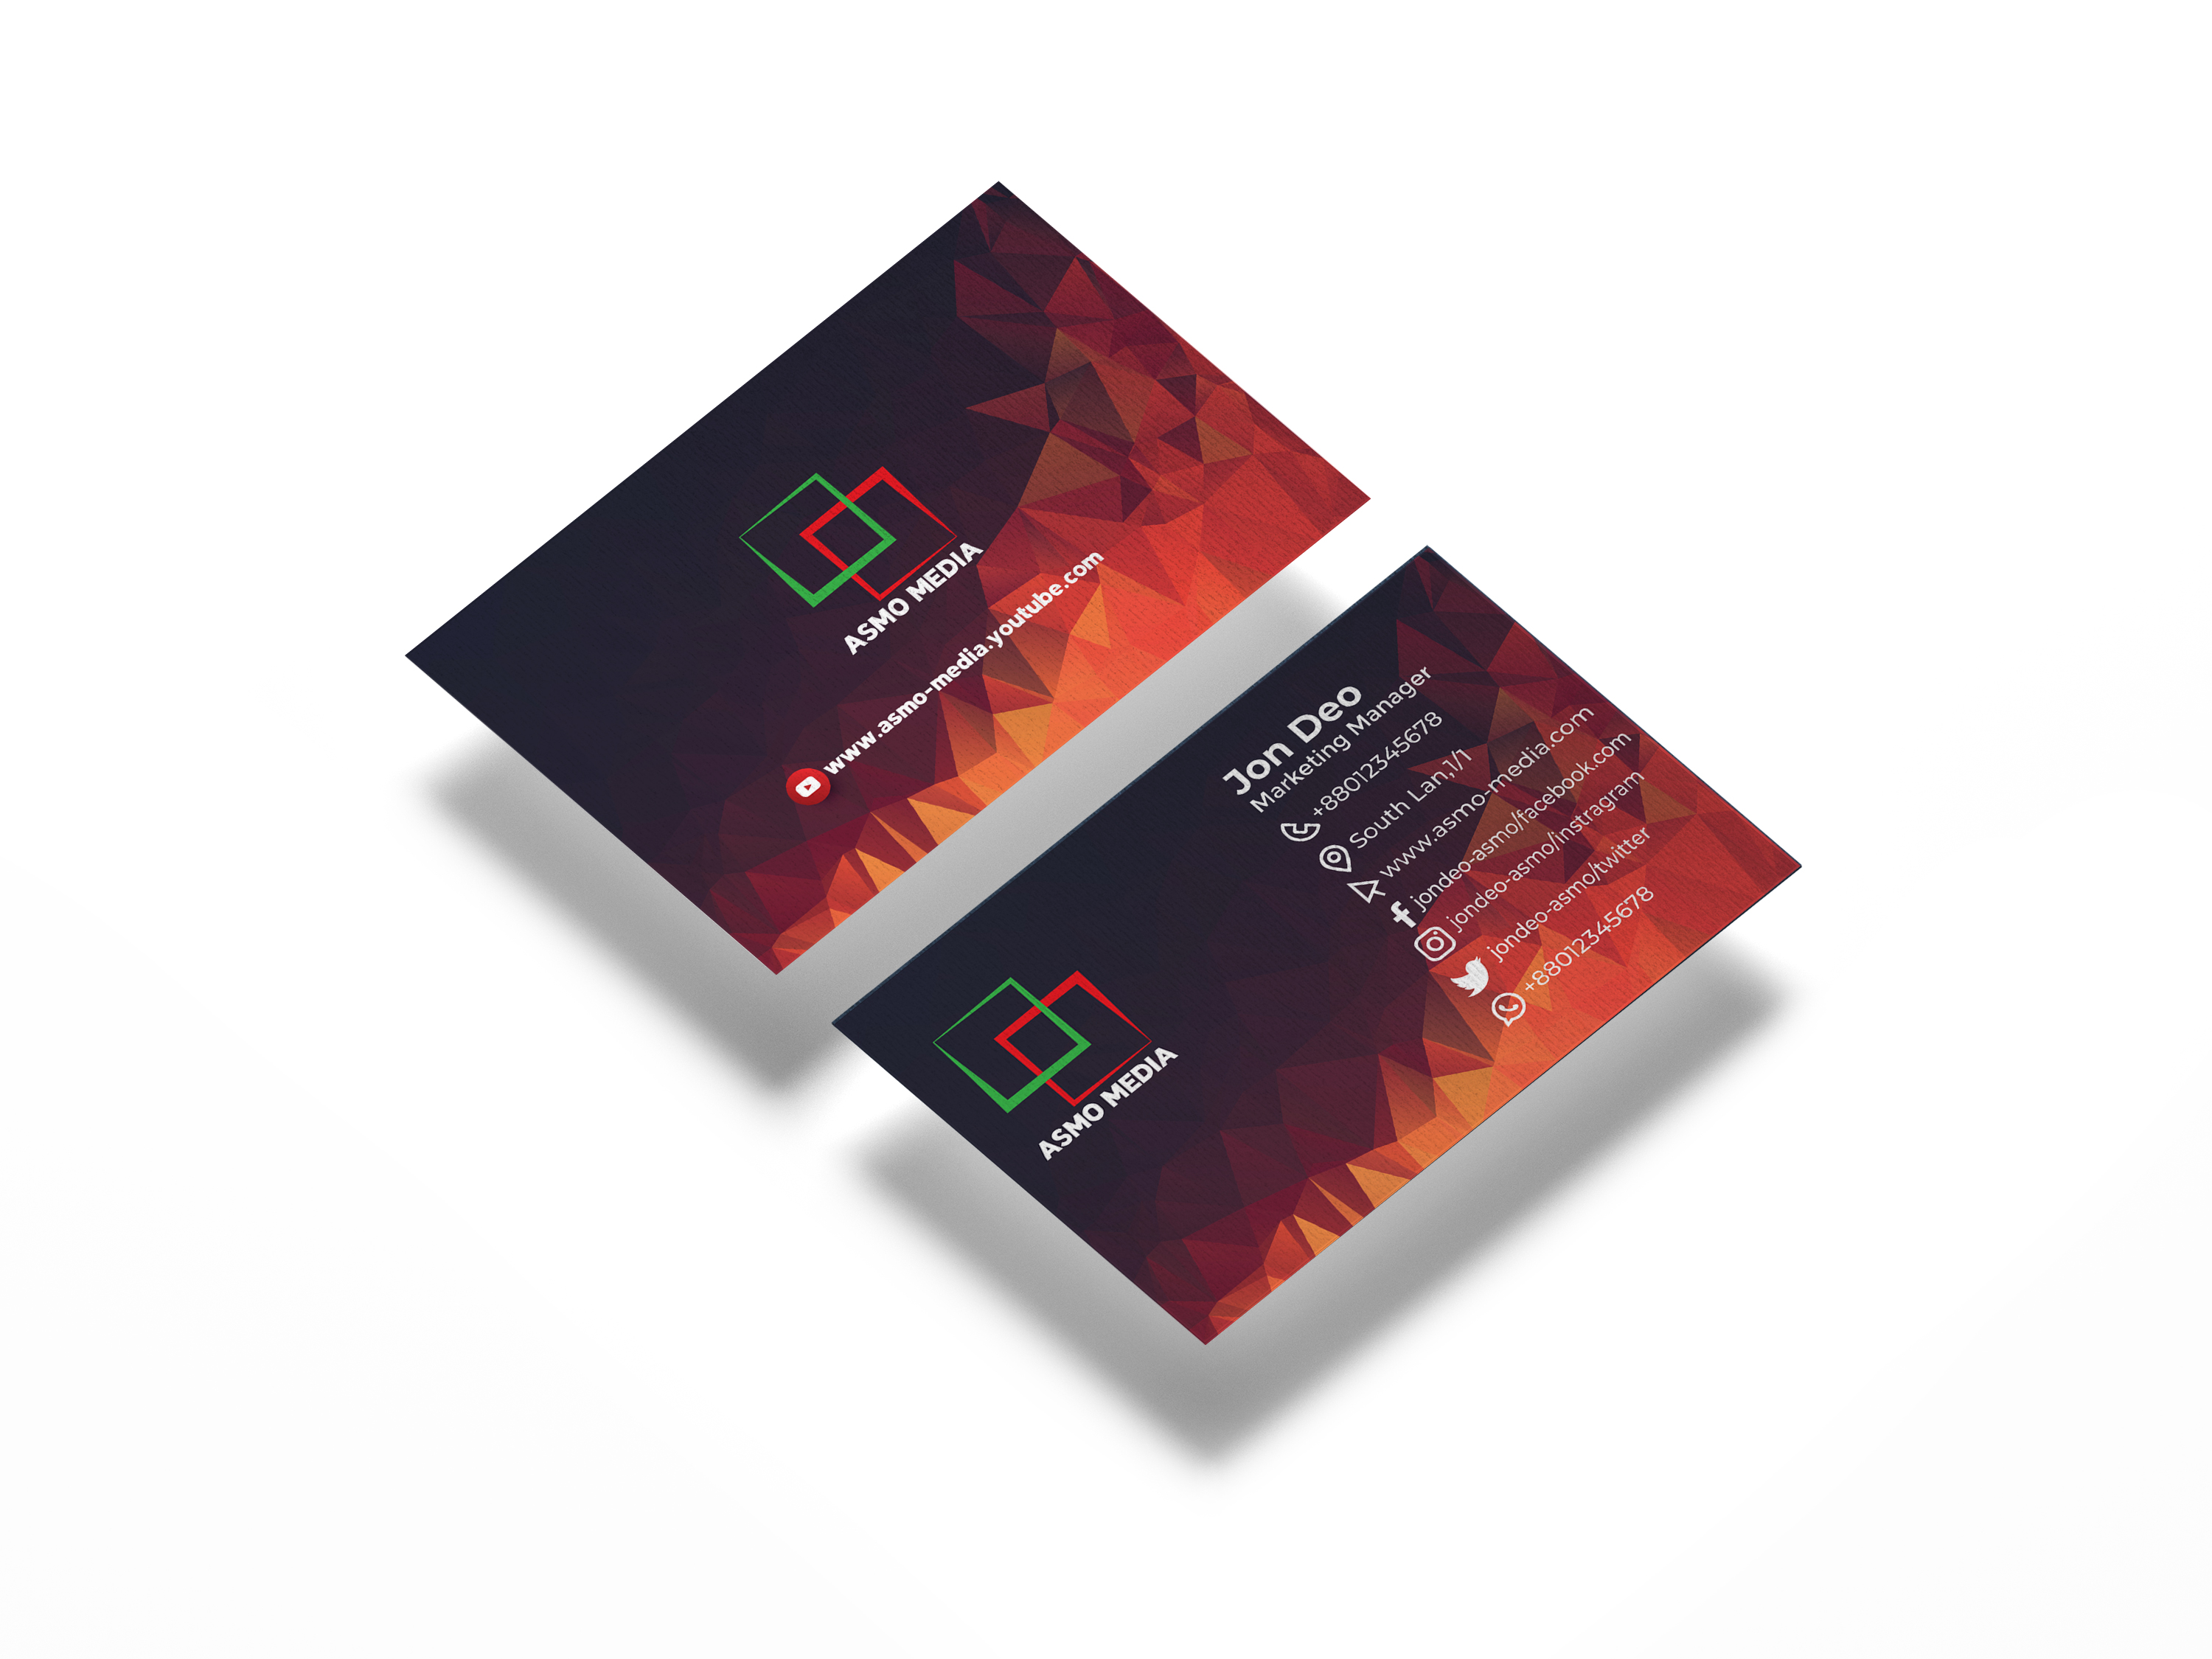 ASMO MEDIA
www.asmo-media.youtube.com
Jon Deo
Marketing Manager
+88012345678
South Lan,1/1
www.asmo-media.com
jondeo-asmo/facebook.com
jondeo-asmo/instragram
jondeo-asmo/twitter
+88012345678
ASMO MEDIA